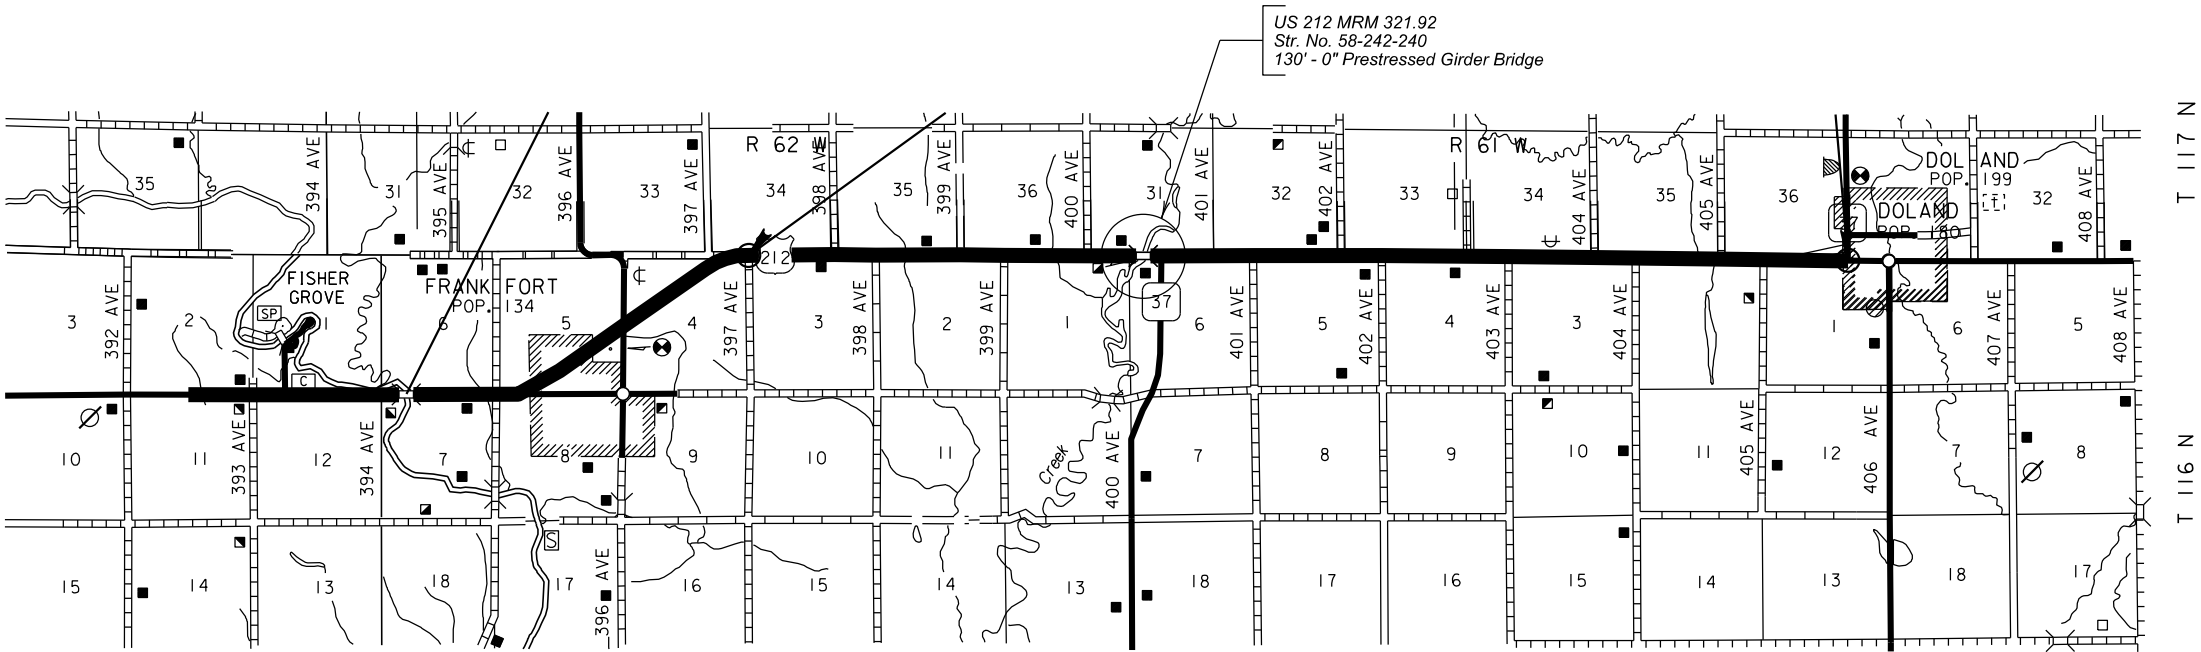 US 212 MRM 321.92
Str. No. 58-242-240
130' - 0" Prestressed Girder Bridge
T 117 N
R 62 W
R 61 W
DOLAND
POP. 199
DOLAND
POP. 180
35
394 AVE
31
395 AVE
32
396 AVE
33
397 AVE
34
398 AVE
35
399 AVE
36
400 AVE
31
401 AVE
32
402 AVE
33
34
404 AVE
35
405 AVE
36
32
408 AVE
T
212
37
FISHER
GROVE
SP
C
FRANKFORT
POP. 134
3
392 AVE
2
1
6
5
4
397 AVE
3
398 AVE
2
399 AVE
1
6
401 AVE
5
402 AVE
4
403 AVE
3
404 AVE
1
6
407 AVE
5
408 AVE
10
11
393 AVE
12
394 AVE
7
8
9
10
11
Creek
400 AVE
7
8
9
10
11
405 AVE
12
406 AVE
7
8
T 116 N
15
14
13
18
S
17
396 AVE
16
15
14
13
18
17
16
15
14
13
18
17